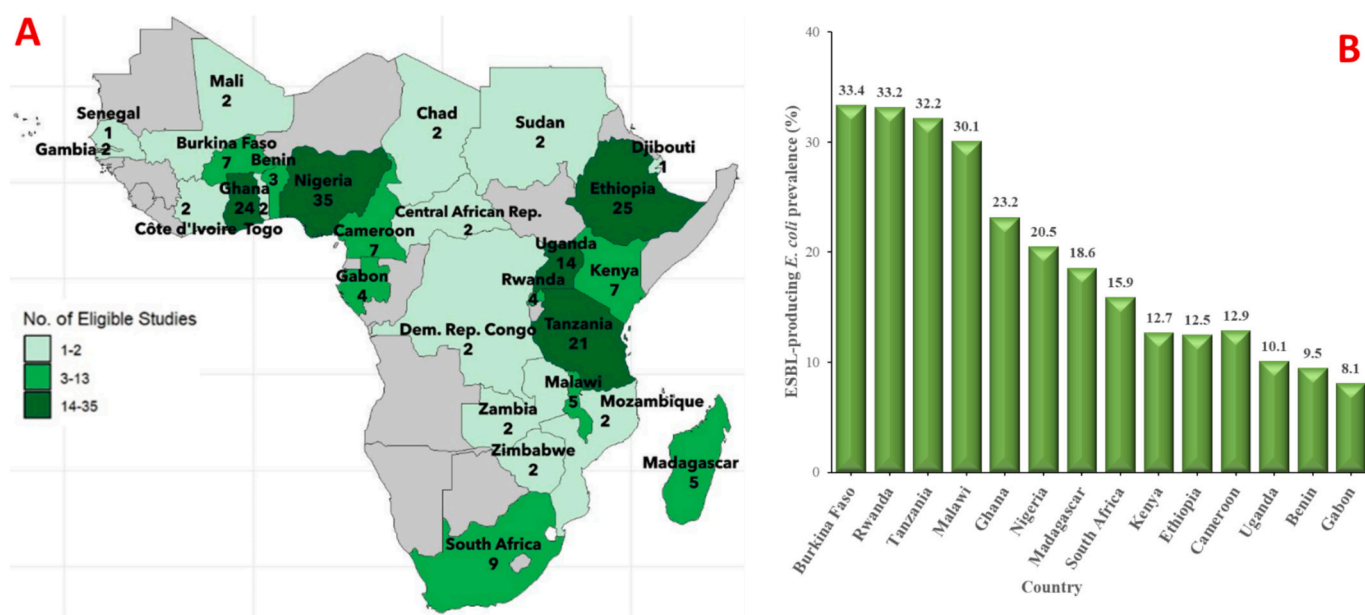 A
Mali
2
Senegal
1
Gambia 2
Burkina Faso
7
Benin
3
Ghana
24
2
2
Côte d'Ivoire Togo
Nigeria
35
Chad
2
Sudan
2
Djibouti
1
Ethiopia
25
Central African Rep.
2
Cameroon
7
Gabon
4
Uganda
14
Kenya
7
Rwanda
4
Dem. Rep. Congo
2
Tanzania
21
Malawi
5
Mozambique
2
Zambia
2
Zimbabwe
2
Madagascar
5
South Africa
9
No. of Eligible Studies
1-2
3-13
14-35
B
ESBL-producing E. coli prevalence (%)
40
30
20
10
0
33.4
33.2
32.2
30.1
23.2
20.5
18.6
15.9
12.7
12.5
12.9
10.1
9.5
8.1
Burkina Faso
Rwanda
Tanzania
Malawi
Ghana
Nigeria
Madagascar
South Africa
Kenya
Ethiopia
Cameroon
Uganda
Benin
Gabon
Country